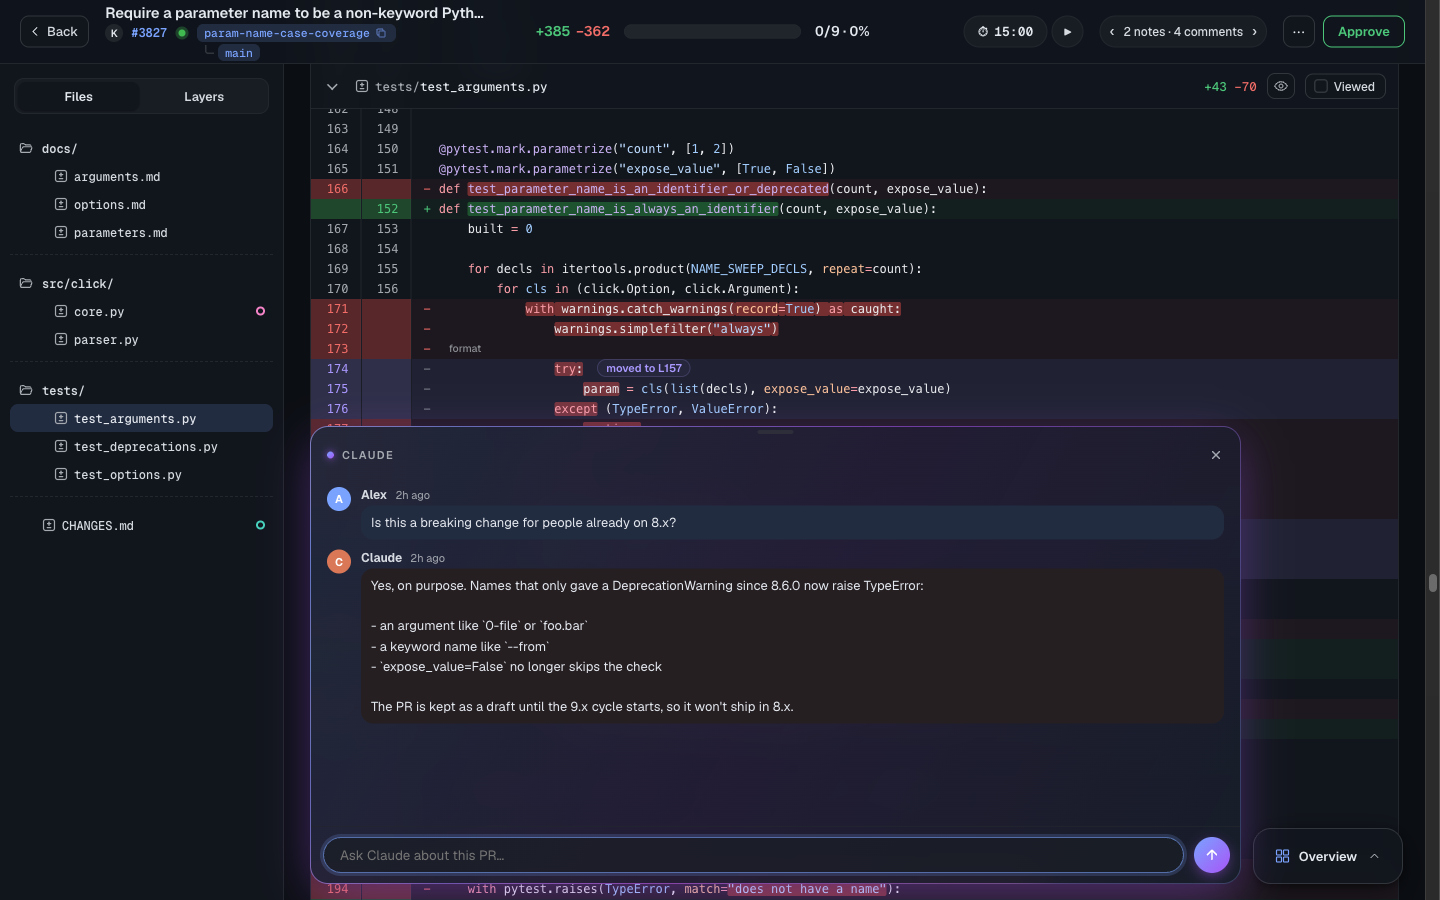 Back
Require a parameter name to be a non-keyword Pyth...
K #3827 param-name-case-coverage
main
+385 −362 0/9 · 0%
15:00
2 notes · 4 comments
Approve
Files Layers
docs/
arguments.md
options.md
parameters.md
src/click/
core.py
parser.py
tests/
test_arguments.py
test_deprecations.py
test_options.py
CHANGES.md
tests/test_arguments.py +43 −70 Viewed
162 148
163 149
164 150 @pytest.mark.parametrize("count", [1, 2])
165 151 @pytest.mark.parametrize("expose_value", [True, False])
166 − def test_parameter_name_is_an_identifier_or_deprecated(count, expose_value):
152 + def test_parameter_name_is_always_an_identifier(count, expose_value):
167 153 built = 0
168 154
169 155 for decls in itertools.product(NAME_SWEEP_DECLS, repeat=count):
170 156 for cls in (click.Option, click.Argument):
171 − with warnings.catch_warnings(record=True) as caught:
172 − warnings.simplefilter("always")
173 − format
174 − try: moved to L157
175 − param = cls(list(decls), expose_value=expose_value)
176 − except (TypeError, ValueError):
CLAUDE
A Alex 2h ago
Is this a breaking change for people already on 8.x?
C Claude 2h ago
Yes, on purpose. Names that only gave a DeprecationWarning since 8.6.0 now raise TypeError:
- an argument like `0-file` or `foo.bar`
- a keyword name like `--from`
- `expose_value=False` no longer skips the check
The PR is kept as a draft until the 9.x cycle starts, so it won't ship in 8.x.
Ask Claude about this PR...
Overview
194 − with pytest.raises(TypeError, match="does not have a name"):